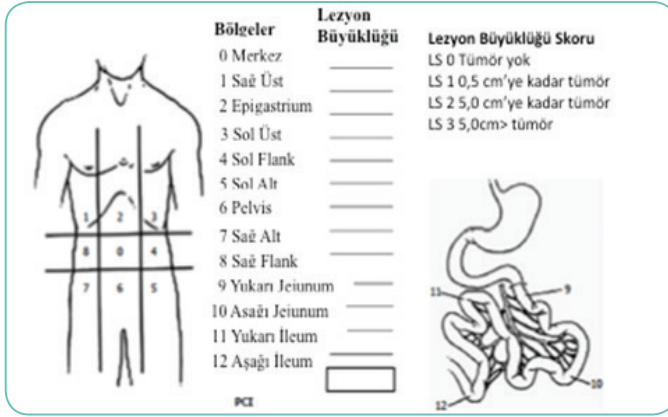 Bölgeler
Lezyon
Büyüklüğü
0 Merkez
1 Sağ Üst
2 Epigastrium
3 Sol Üst
4 Sol Flank
5 Sol Alt
6 Pelvis
7 Sağ Alt
8 Sağ Flank
9 Yukarı Jeiunum
10 Asağı Jeiunum
11 Yukarı İleum
12 Aşağı İleum
PCI
Lezyon Büyüklüğü Skoru
LS 0 Tümör yok
LS 1 0,5 cm'ye kadar tümör
LS 2 5,0 cm'ye kadar tümör
LS 3 5,0cm> tümör
1 2 3
8 0 4
7 6 5
11 9
10
12